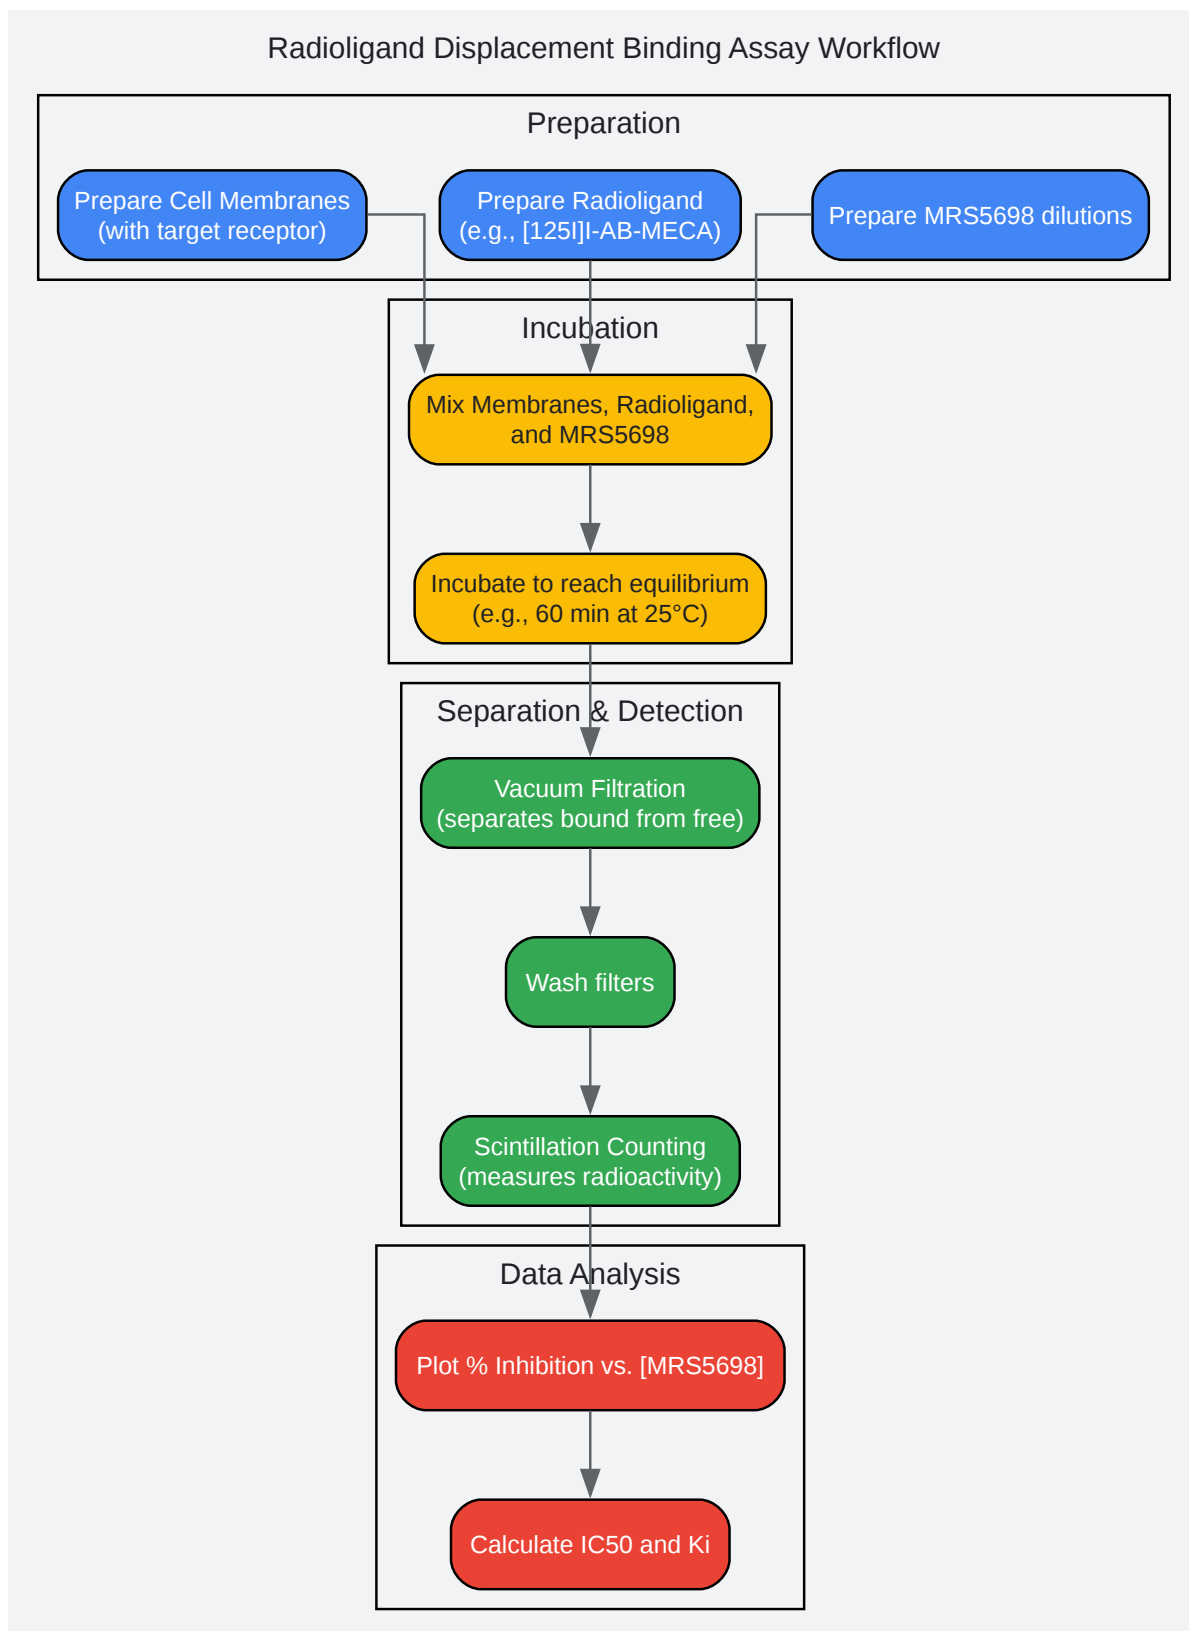 Radioligand Displacement Binding Assay Workflow
Preparation
Prepare Cell Membranes
(with target receptor)
Prepare Radioligand
(e.g., [125I]I-AB-MECA)
Prepare MRS5698 dilutions
Incubation
Mix Membranes, Radioligand,
and MRS5698
Incubate to reach equilibrium
(e.g., 60 min at 25°C)
Separation & Detection
Vacuum Filtration
(separates bound from free)
Wash filters
Scintillation Counting
(measures radioactivity)
Data Analysis
Plot % Inhibition vs. [MRS5698]
Calculate IC50 and Ki